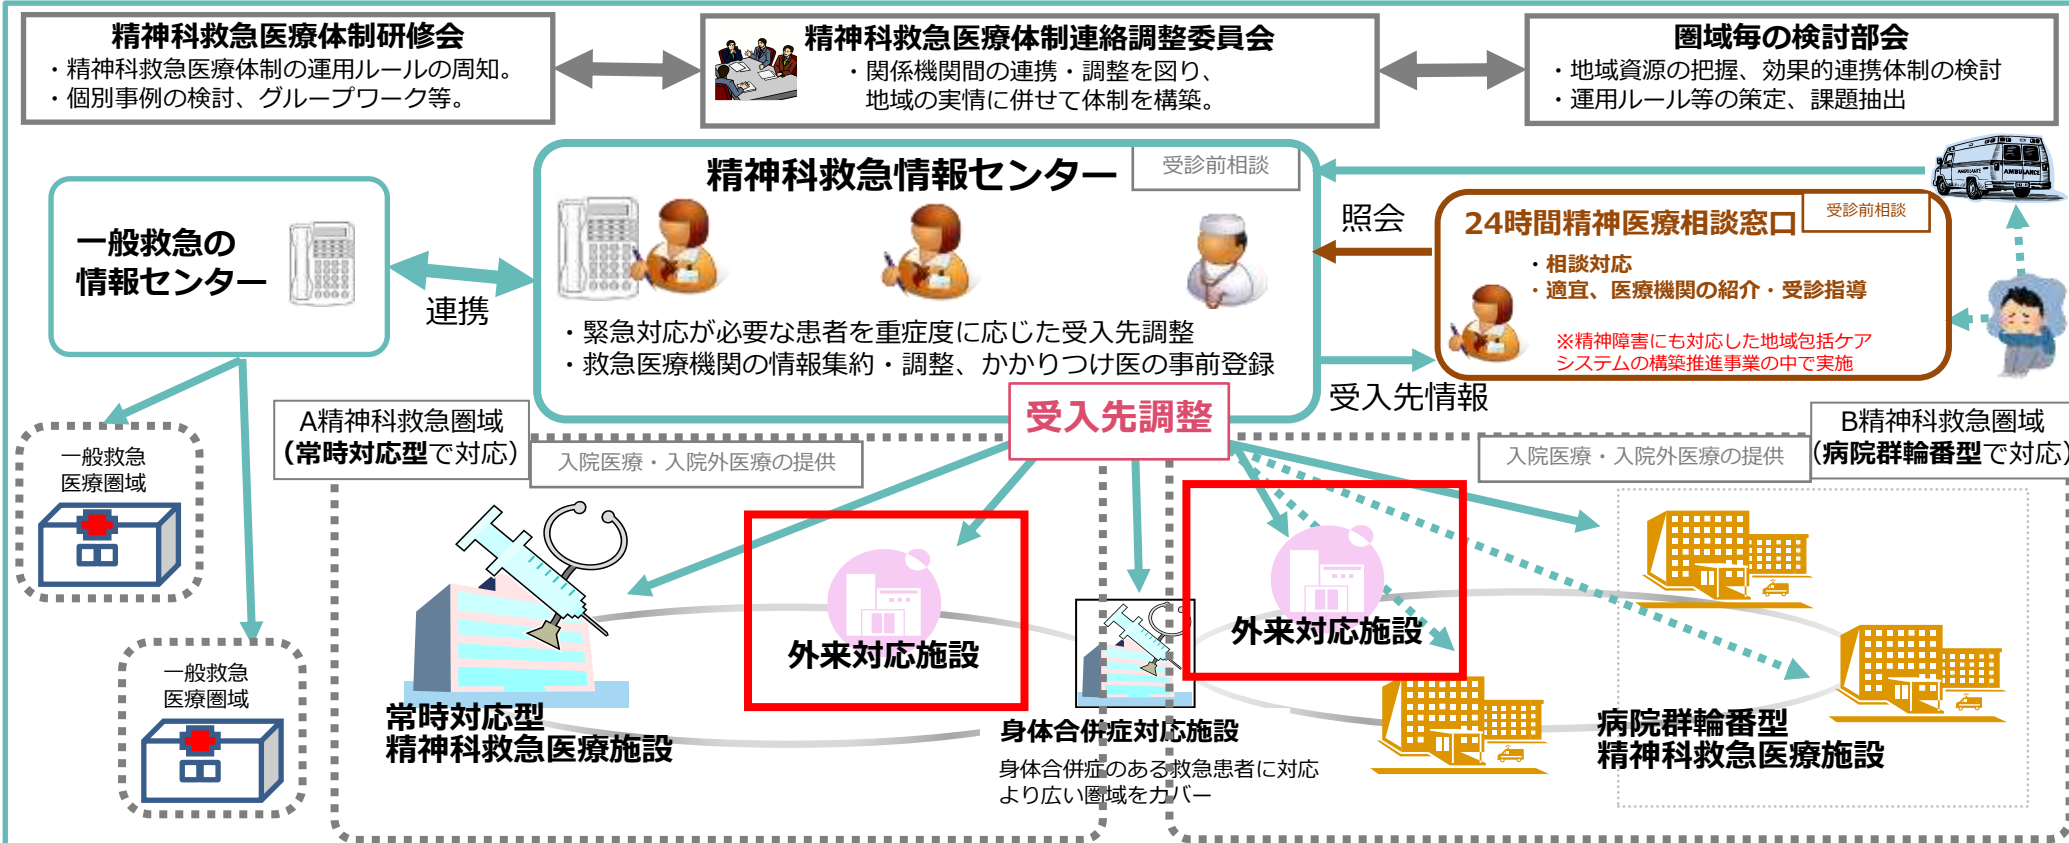 精神科救急医療体制研修会
・精神科救急医療体制の運用ルールの周知。
・個別事例の検討、グループワーク等。
精神科救急医療体制連絡調整委員会
・関係機関間の連携・調整を図り、
地域の実情に併せて体制を構築。
圏域毎の検討部会
・地域資源の把握、効果的連携体制の検討
・運用ルール等の策定、課題抽出
精神科救急情報センター
受診前相談
・緊急対応が必要な患者を重症度に応じた受入先調整
・救急医療機関の情報集約・調整、かかりつけ医の事前登録
一般救急の
情報センター
連携
照会
受入先情報
AMBULANCE
AMBULANCE
24時間精神医療相談窓口
受診前相談
・相談対応
・適宜、医療機関の紹介・受診指導
※精神障害にも対応した地域包括ケア
システムの構築推進事業の中で実施
受入先調整
A精神科救急圏域
(常時対応型で対応)
入院医療・入院外医療の提供
入院医療・入院外医療の提供
B精神科救急圏域
(病院群輪番型で対応)
一般救急
医療圏域
一般救急
医療圏域
常時対応型
精神科救急医療施設
外来対応施設
身体合併症対応施設
身体合併症のある救急患者に対応
より広い圏域をカバー
外来対応施設
病院群輪番型
精神科救急医療施設